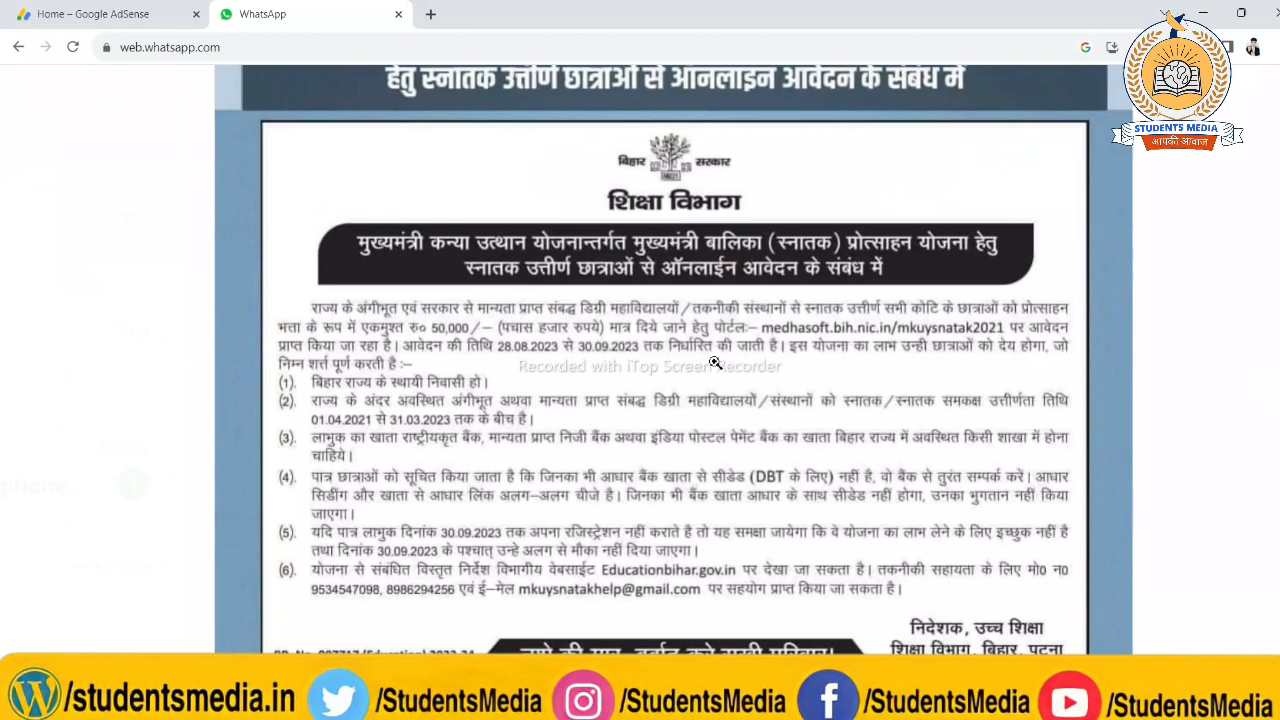 Home – Google AdSense
WhatsApp
web.whatsapp.com
हेतु स्नातक उत्तीर्ण छात्राओं से ऑनलाइन आवेदन के संबंध में
बिहार सरकार
STUDENTS MEDIA
आपकी आवाज
शिक्षा विभाग
मुख्यमंत्री कन्या उत्थान योजनान्तर्गत मुख्यमंत्री बालिका (स्नातक) प्रोत्साहन योजना हेतु
स्नातक उत्तीर्ण छात्राओं से ऑनलाईन आवेदन के संबंध में
राज्य के अंगीभूत एवं सरकार से मान्यता प्राप्त संबद्ध डिग्री महाविद्यालयों/तकनीकी संस्थानों से स्नातक उत्तीर्ण सभी कोटि के छात्राओं को प्रोत्साहन
भत्ता के रूप में एकमुश्त रु० 50,000/– (पचास हजार रुपये) मात्र दिये जाने हेतु पोर्टलः– medhasoft.bih.nic.in/mkuysnatak2021 पर आवेदन
प्राप्त किया जा रहा है। आवेदन की तिथि 28.08.2023 से 30.09.2023 तक निर्धारित की जाती है। इस योजना का लाभ उन्ही छात्राओं को देय होगा, जो
निम्न शर्त्त पूर्ण करती है :–
Recorded with iTop Screen Recorder
(1). बिहार राज्य के स्थायी निवासी हो।
(2). राज्य के अंदर अवस्थित अंगीभूत अथवा मान्यता प्राप्त संबद्ध डिग्री महाविद्यालयों/संस्थानों को स्नातक/स्नातक समकक्ष उत्तीर्णता तिथि
01.04.2021 से 31.03.2023 तक के बीच है।
(3). लाभुक का खाता राष्ट्रीयकृत बैंक, मान्यता प्राप्त निजी बैंक अथवा इंडिया पोस्टल पेमेंट बैंक का खाता बिहार राज्य में अवस्थित किसी शाखा में होना
चाहिये।
(4). पात्र छात्राओं को सूचित किया जाता है कि जिनका भी आधार बैंक खाता से सीडेड (DBT के लिए) नहीं है, वो बैंक से तुरंत सम्पर्क करें। आधार
सिडींग और खाता से आधार लिंक अलग–अलग चीजे है। जिनका भी बैंक खाता आधार के साथ सीडेड नहीं होगा, उनका भुगतान नहीं किया
जाएगा।
(5). यदि पात्र लाभुक दिनांक 30.09.2023 तक अपना रजिस्ट्रेशन नहीं कराते है तो यह समक्षा जायेगा कि वे योजना का लाभ लेने के लिए इच्छुक नहीं है
तथा दिनांक 30.09.2023 के पश्चात् उन्हे अलग से मौका नहीं दिया जाएगा।
(6). योजना से संबंधित विस्तृत निर्देश विभागीय वेबसाईट Educationbihar.gov.in पर देखा जा सकता है। तकनीकी सहायता के लिए मो0 न0
9534547098, 8986294256 एवं ई–मेल mkuysnatakhelp@gmail.com पर सहयोग प्राप्त किया जा सकता है।
निदेशक, उच्च शिक्षा
शिक्षा विभाग, बिहार, पटना
/studentsmedia.in
/StudentsMedia
/StudentsMedia
/StudentsMedia
/StudentsMedia